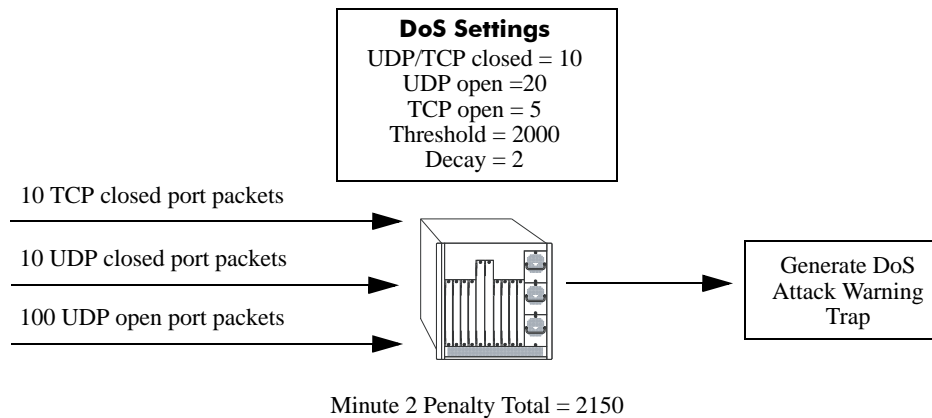 DoS Settings
UDP/TCP closed = 10
UDP open =20
TCP open = 5
Threshold = 2000
Decay = 2
10 TCP closed port packets
10 UDP closed port packets
100 UDP open port packets
Generate DoS
Attack Warning
Trap
Minute 2 Penalty Total = 2150